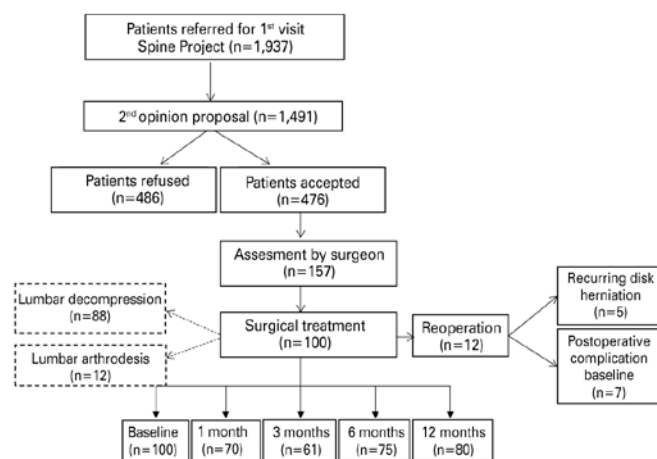 Patients referred for 1st visit
Spine Project (n=1,937)
2nd opinion proposal (n=1,491)
Patients refused
(n=486)
Patients accepted
(n=476)
Assesment by surgeon
(n=157)
Lumbar decompression
(n=88)
Lumbar arthrodesis
(n=12)
Surgical treatment
(n=100)
Reoperation
(n=12)
Recurring disk
herniation
(n=5)
Postoperative
complication
baseline
(n=7)
Baseline
(n=100)
1 month
(n=70)
3 months
(n=61)
6 months
(n=75)
12 months
(n=80)